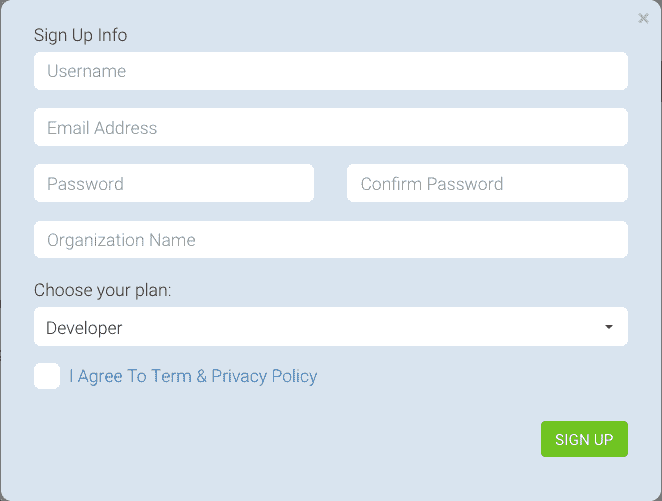 ×
Sign Up Info
Username
Email Address
Password Confirm Password
Organization Name
Choose your plan:
Developer
I Agree To Term & Privacy Policy
SIGN UP